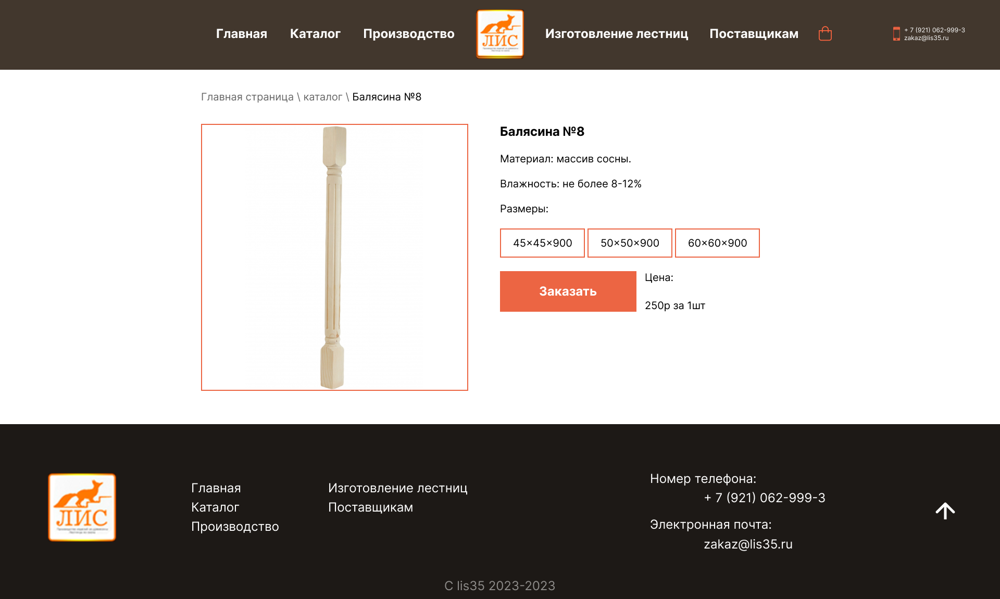 Главная
Каталог
Производство
ЛИС
Изготовление лестниц
Поставщикам
+ 7 (921) 062-999-3
zakaz@lis35.ru
Главная страница \ каталог \ Балясина №8
Балясина №8
Материал: массив сосны.
Влажность: не более 8-12%
Размеры:
45×45×900
50×50×900
60×60×900
Заказать
Цена:
250р за 1шт
ЛИС
Главная
Каталог
Производство
Изготовление лестниц
Поставщикам
Номер телефона:
+ 7 (921) 062-999-3
Электронная почта:
zakaz@lis35.ru
C lis35 2023-2023